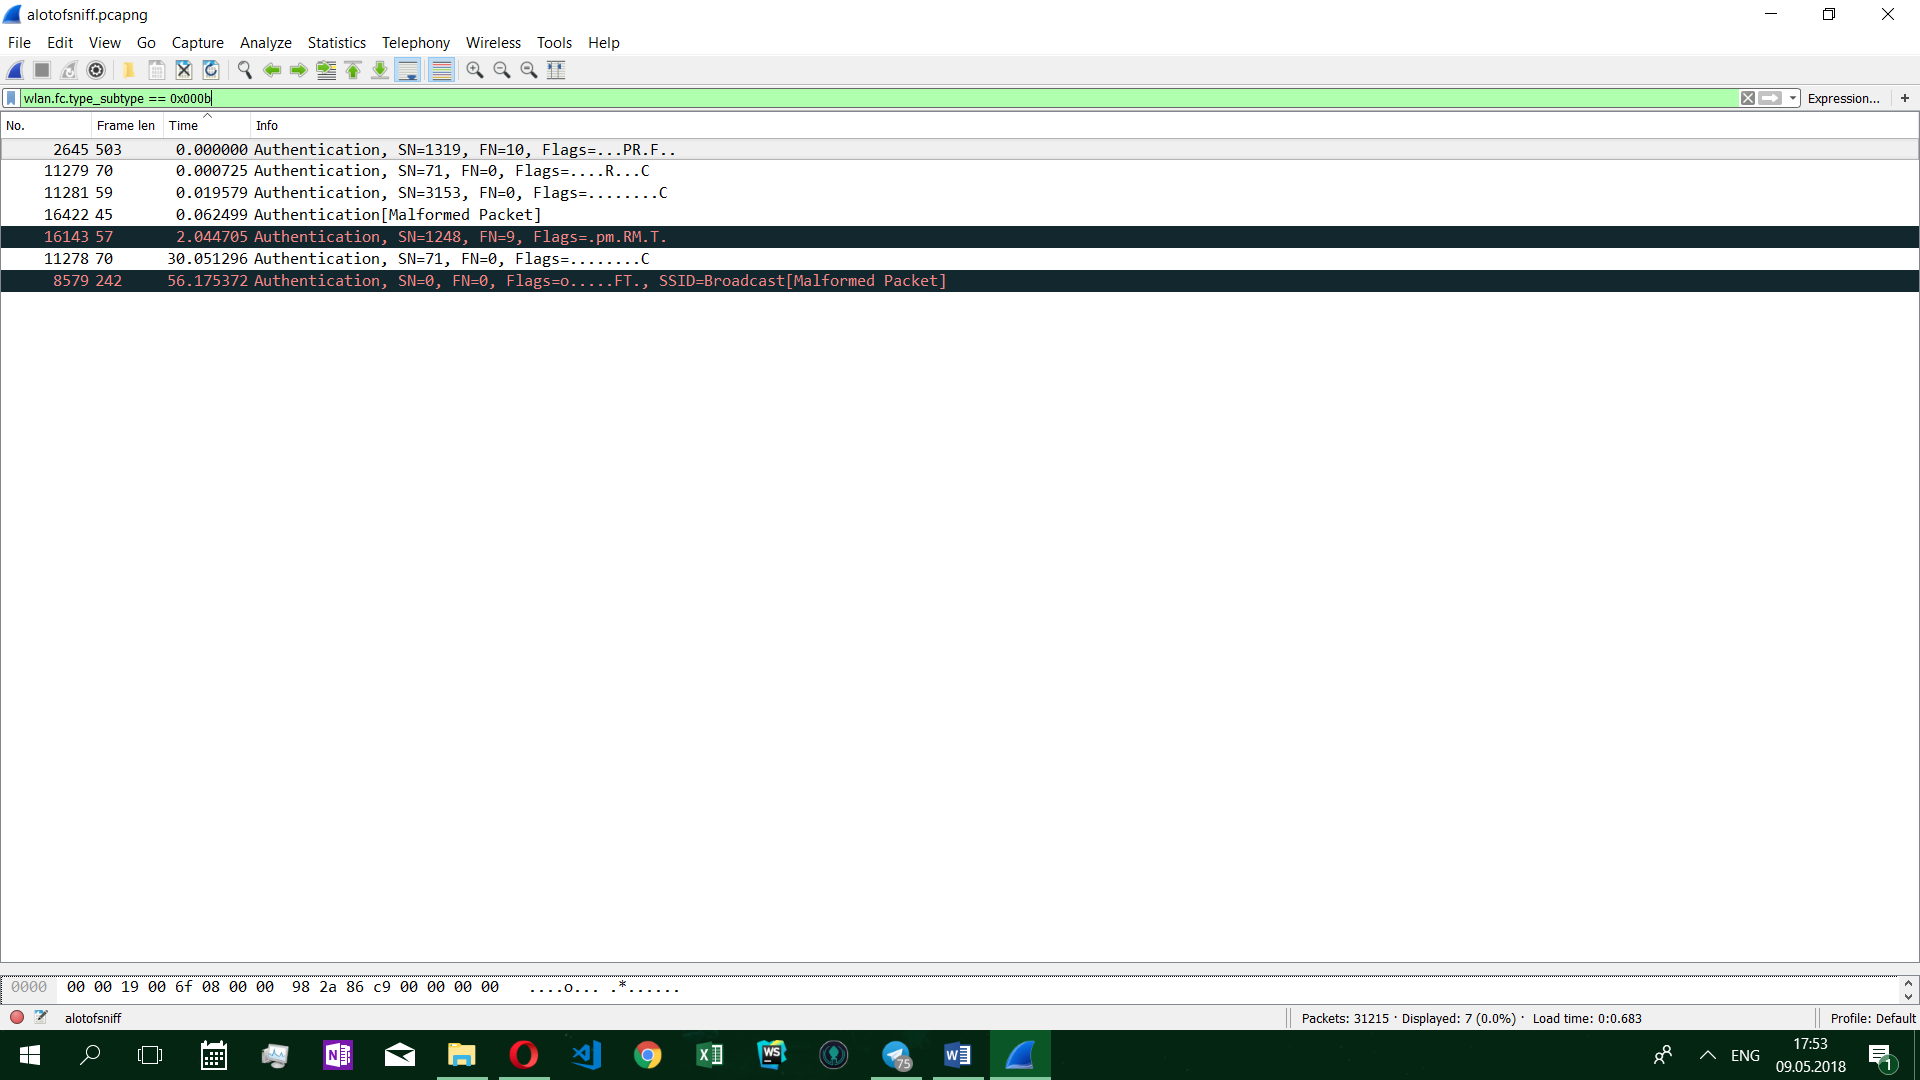 alotofsniff.pcapng
File Edit View Go Capture Analyze Statistics Telephony Wireless Tools Help
wlan.fc.type_subtype == 0x000b
Expression... +
No. Frame len Time Info
2645 503 0.000000 Authentication, SN=1319, FN=10, Flags=...PR.F..
11279 70 0.000725 Authentication, SN=71, FN=0, Flags=....R...C
11281 59 0.019579 Authentication, SN=3153, FN=0, Flags=........C
16422 45 0.062499 Authentication[Malformed Packet]
16143 57 2.044705 Authentication, SN=1248, FN=9, Flags=.pm.RM.T.
11278 70 30.051296 Authentication, SN=71, FN=0, Flags=........C
8579 242 56.175372 Authentication, SN=0, FN=0, Flags=o.....FT., SSID=Broadcast[Malformed Packet]
0000 00 00 19 00 6f 08 00 00 98 2a 86 c9 00 00 00 00 ....o... .*......
alotofsniff
Packets: 31215 · Displayed: 7 (0.0%) · Load time: 0:0.683
Profile: Default
N
X
WS
75
W
ENG
17:53
09.05.2018
1